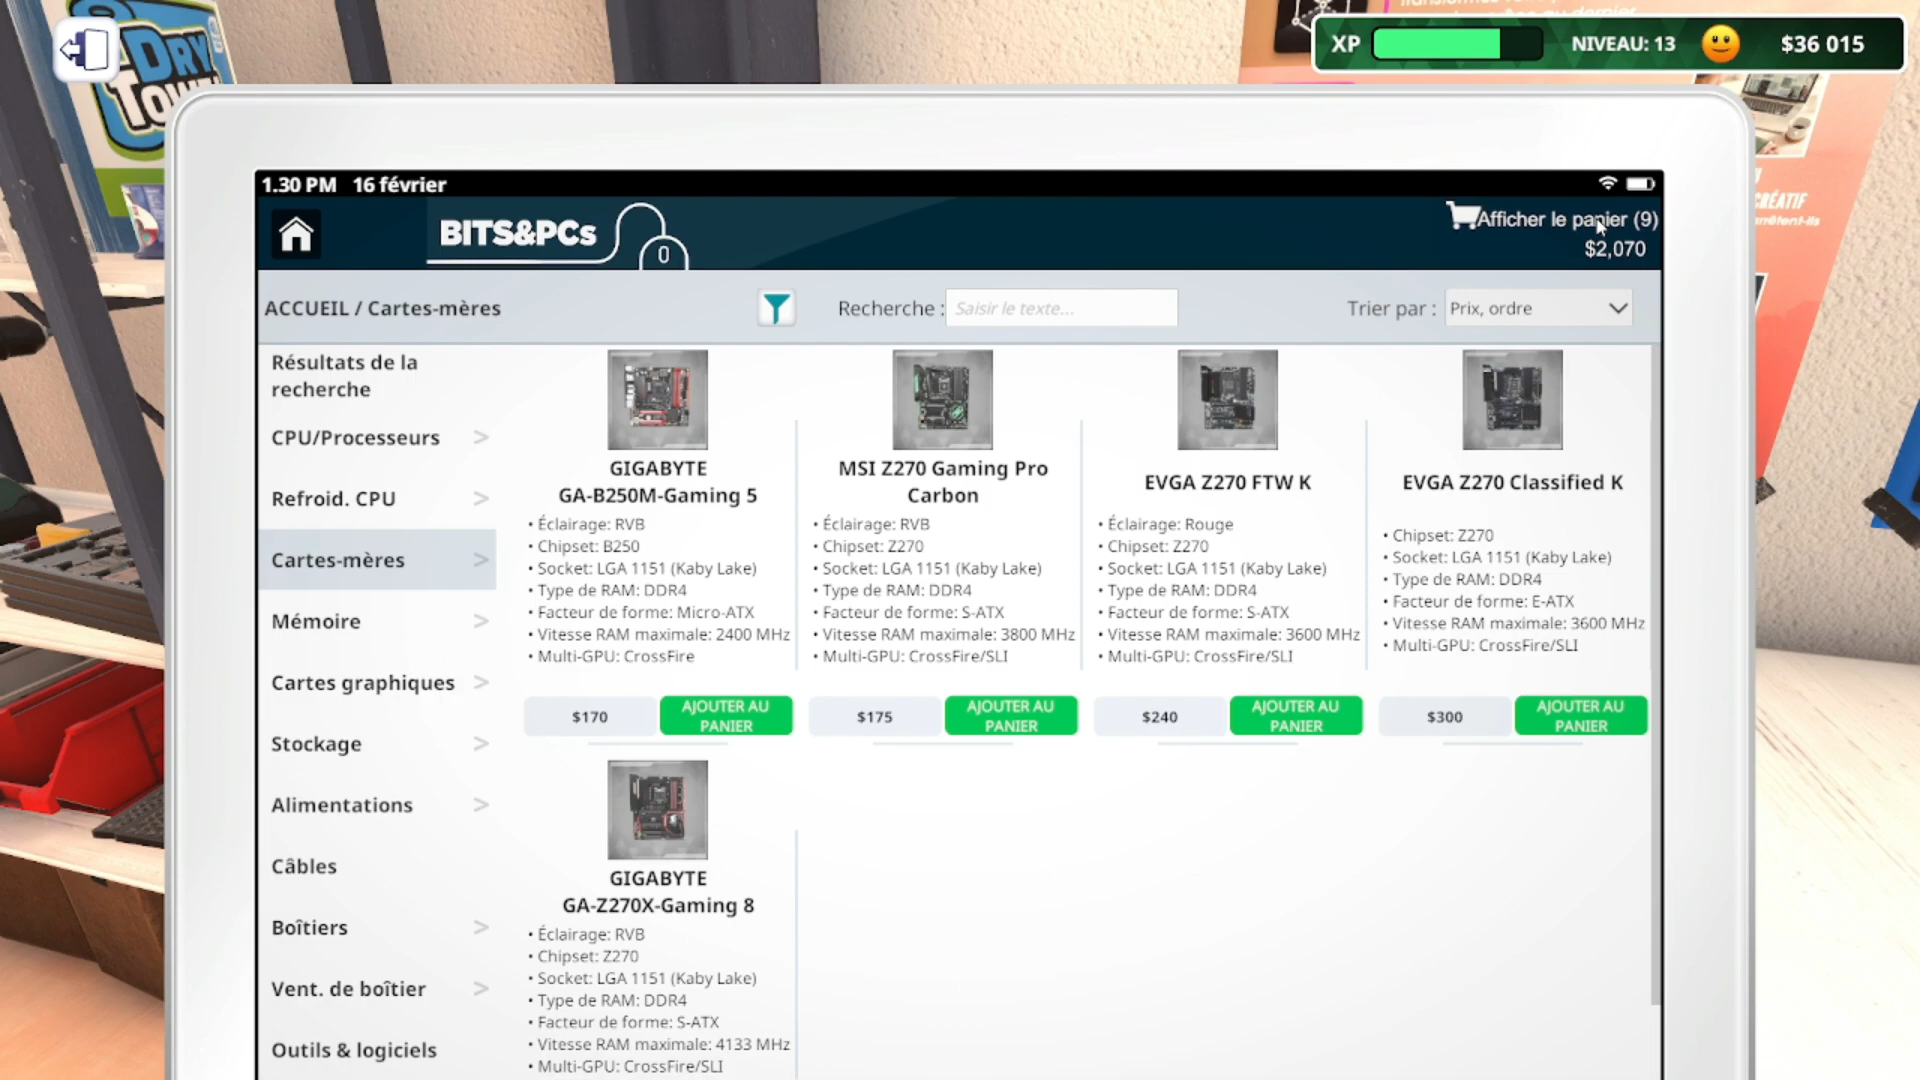 DRY
TOW
XP
NIVEAU: 13
$36 015
CRÉATIF
1.30 PM 16 février
BITS&PCs
0
Afficher le panier (9)
$2,070
ACCUEIL / Cartes-mères
Recherche :
Saisir le texte...
Trier par :
Prix, ordre
Résultats de la
recherche
CPU/Processeurs >
Refroid. CPU >
Cartes-mères >
Mémoire >
Cartes graphiques >
Stockage >
Alimentations >
Câbles
Boîtiers >
Vent. de boîtier >
Outils & logiciels
GIGABYTE
GA-B250M-Gaming 5
• Éclairage: RVB
• Chipset: B250
• Socket: LGA 1151 (Kaby Lake)
• Type de RAM: DDR4
• Facteur de forme: Micro-ATX
• Vitesse RAM maximale: 2400 MHz
• Multi-GPU: CrossFire
$170
AJOUTER AU
PANIER
MSI Z270 Gaming Pro
Carbon
• Éclairage: RVB
• Chipset: Z270
• Socket: LGA 1151 (Kaby Lake)
• Type de RAM: DDR4
• Facteur de forme: S-ATX
• Vitesse RAM maximale: 3800 MHz
• Multi-GPU: CrossFire/SLI
$175
AJOUTER AU
PANIER
EVGA Z270 FTW K
• Éclairage: Rouge
• Chipset: Z270
• Socket: LGA 1151 (Kaby Lake)
• Type de RAM: DDR4
• Facteur de forme: S-ATX
• Vitesse RAM maximale: 3600 MHz
• Multi-GPU: CrossFire/SLI
$240
AJOUTER AU
PANIER
EVGA Z270 Classified K
• Chipset: Z270
• Socket: LGA 1151 (Kaby Lake)
• Type de RAM: DDR4
• Facteur de forme: E-ATX
• Vitesse RAM maximale: 3600 MHz
• Multi-GPU: CrossFire/SLI
$300
AJOUTER AU
PANIER
GIGABYTE
GA-Z270X-Gaming 8
• Éclairage: RVB
• Chipset: Z270
• Socket: LGA 1151 (Kaby Lake)
• Type de RAM: DDR4
• Facteur de forme: S-ATX
• Vitesse RAM maximale: 4133 MHz
• Multi-GPU: CrossFire/SLI